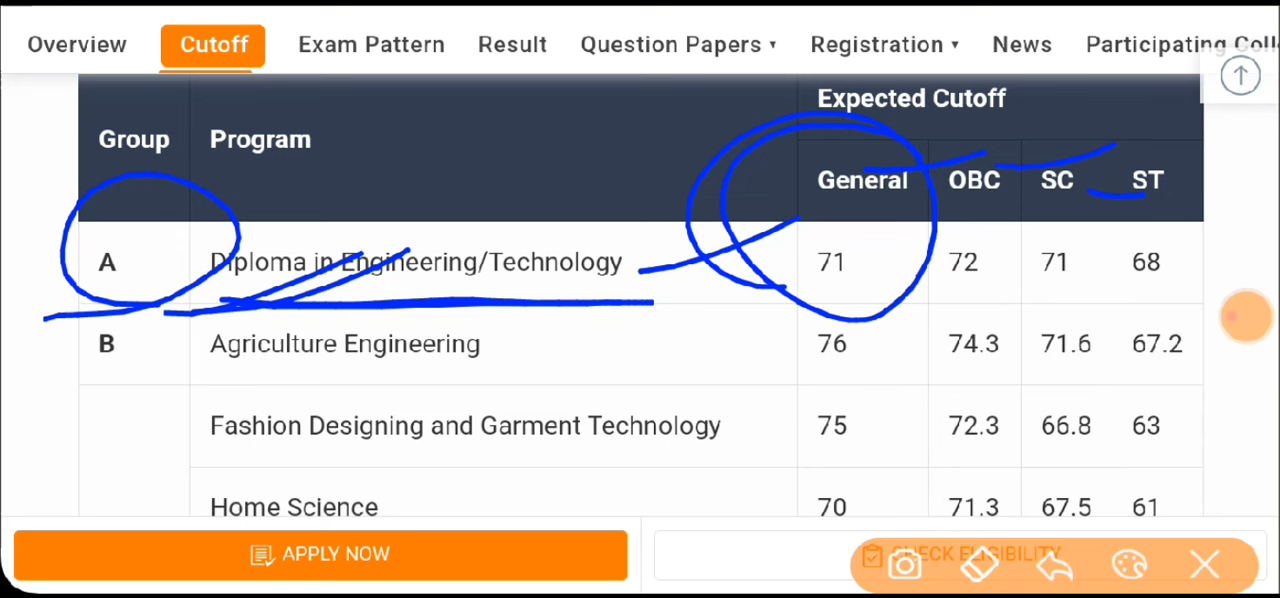 Overview Cutoff Exam Pattern Result Question Papers Registration News Participating
Expected Cutoff
Group Program
General OBC SC ST
A Diploma in Engineering/Technology 71 72 71 68
B Agriculture Engineering 76 74.3 71.6 67.2
Fashion Designing and Garment Technology 75 72.3 66.8 63
Home Science 70 71.3 67.5 61
APPLY NOW CHECK ELIGIBILITY